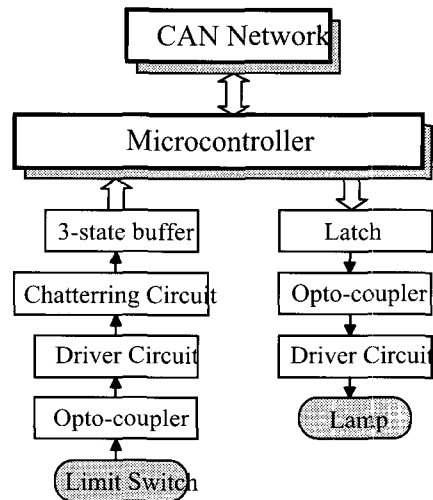 CAN Network
Microcontroller
3-state buffer
Chatterring Circuit
Driver Circuit
Opto-coupler
Limit Switch
Latch
Opto-coupler
Driver Circuit
Lamp